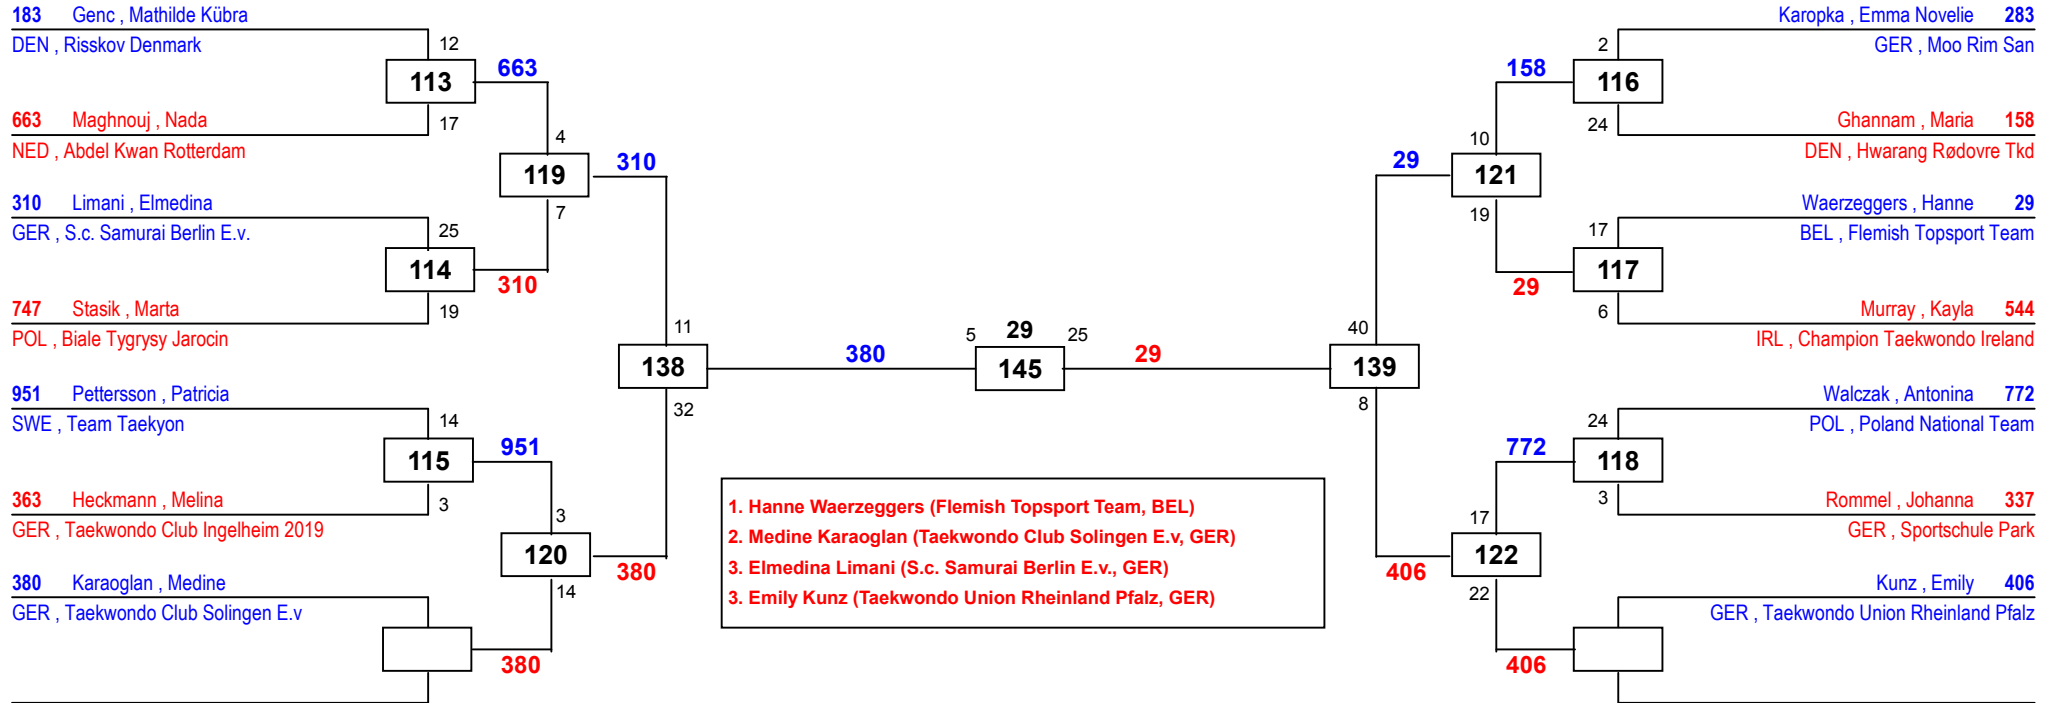 183 Genc , Mathilde Kübra
DEN , Risskov Denmark
12
113
663
17
663 Maghnouj , Nada
NED , Abdel Kwan Rotterdam
4
119
310
7
310 Limani , Elmedina
GER , S.c. Samurai Berlin E.v.
25
114
310
19
747 Stasik , Marta
POL , Biale Tygrysy Jarocin
11
138
380
32
951 Pettersson , Patricia
SWE , Team Taekyon
14
115
951
3
363 Heckmann , Melina
GER , Taekwondo Club Ingelheim 2019
3
120
380
14
380 Karaoglan , Medine
GER , Taekwondo Club Solingen E.v
380
5 29 25
145
29
1. Hanne Waerzeggers (Flemish Topsport Team, BEL)
2. Medine Karaoglan (Taekwondo Club Solingen E.v, GER)
3. Elmedina Limani (S.c. Samurai Berlin E.v., GER)
3. Emily Kunz (Taekwondo Union Rheinland Pfalz, GER)
Karopka , Emma Novelie 283
GER , Moo Rim San
2
158
116
24
Ghannam , Maria 158
DEN , Hwarang Rødovre Tkd
10
29
121
19
Waerzeggers , Hanne 29
BEL , Flemish Topsport Team
17
117
29
6
Murray , Kayla 544
IRL , Champion Taekwondo Ireland
40
139
8
Walczak , Antonina 772
POL , Poland National Team
24
772
118
3
Rommel , Johanna 337
GER , Sportschule Park
17
122
406
22
Kunz , Emily 406
GER , Taekwondo Union Rheinland Pfalz
406